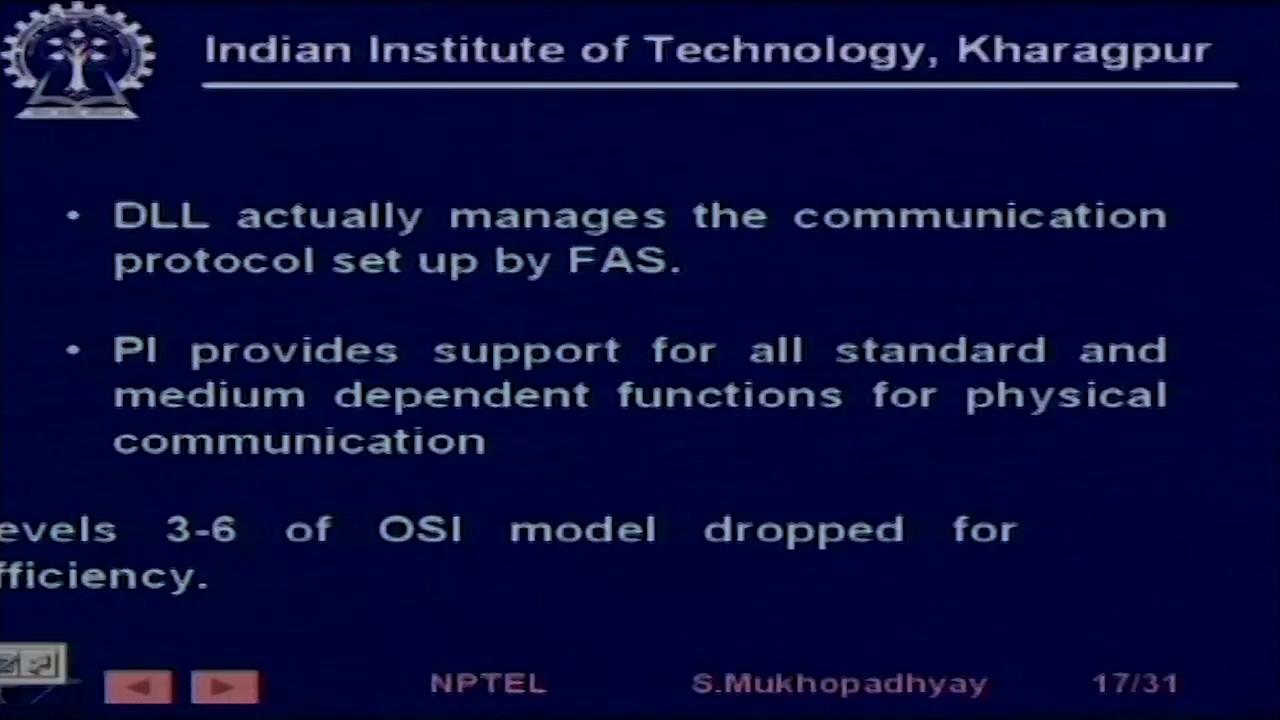 Indian Institute of Technology, Kharagpur
• DLL actually manages the communication
protocol set up by FAS.
• PI provides support for all standard and
medium dependent functions for physical
communication
evels 3-6 of OSI model dropped for
fficiency.
NPTEL S.Mukhopadhyay 17/31